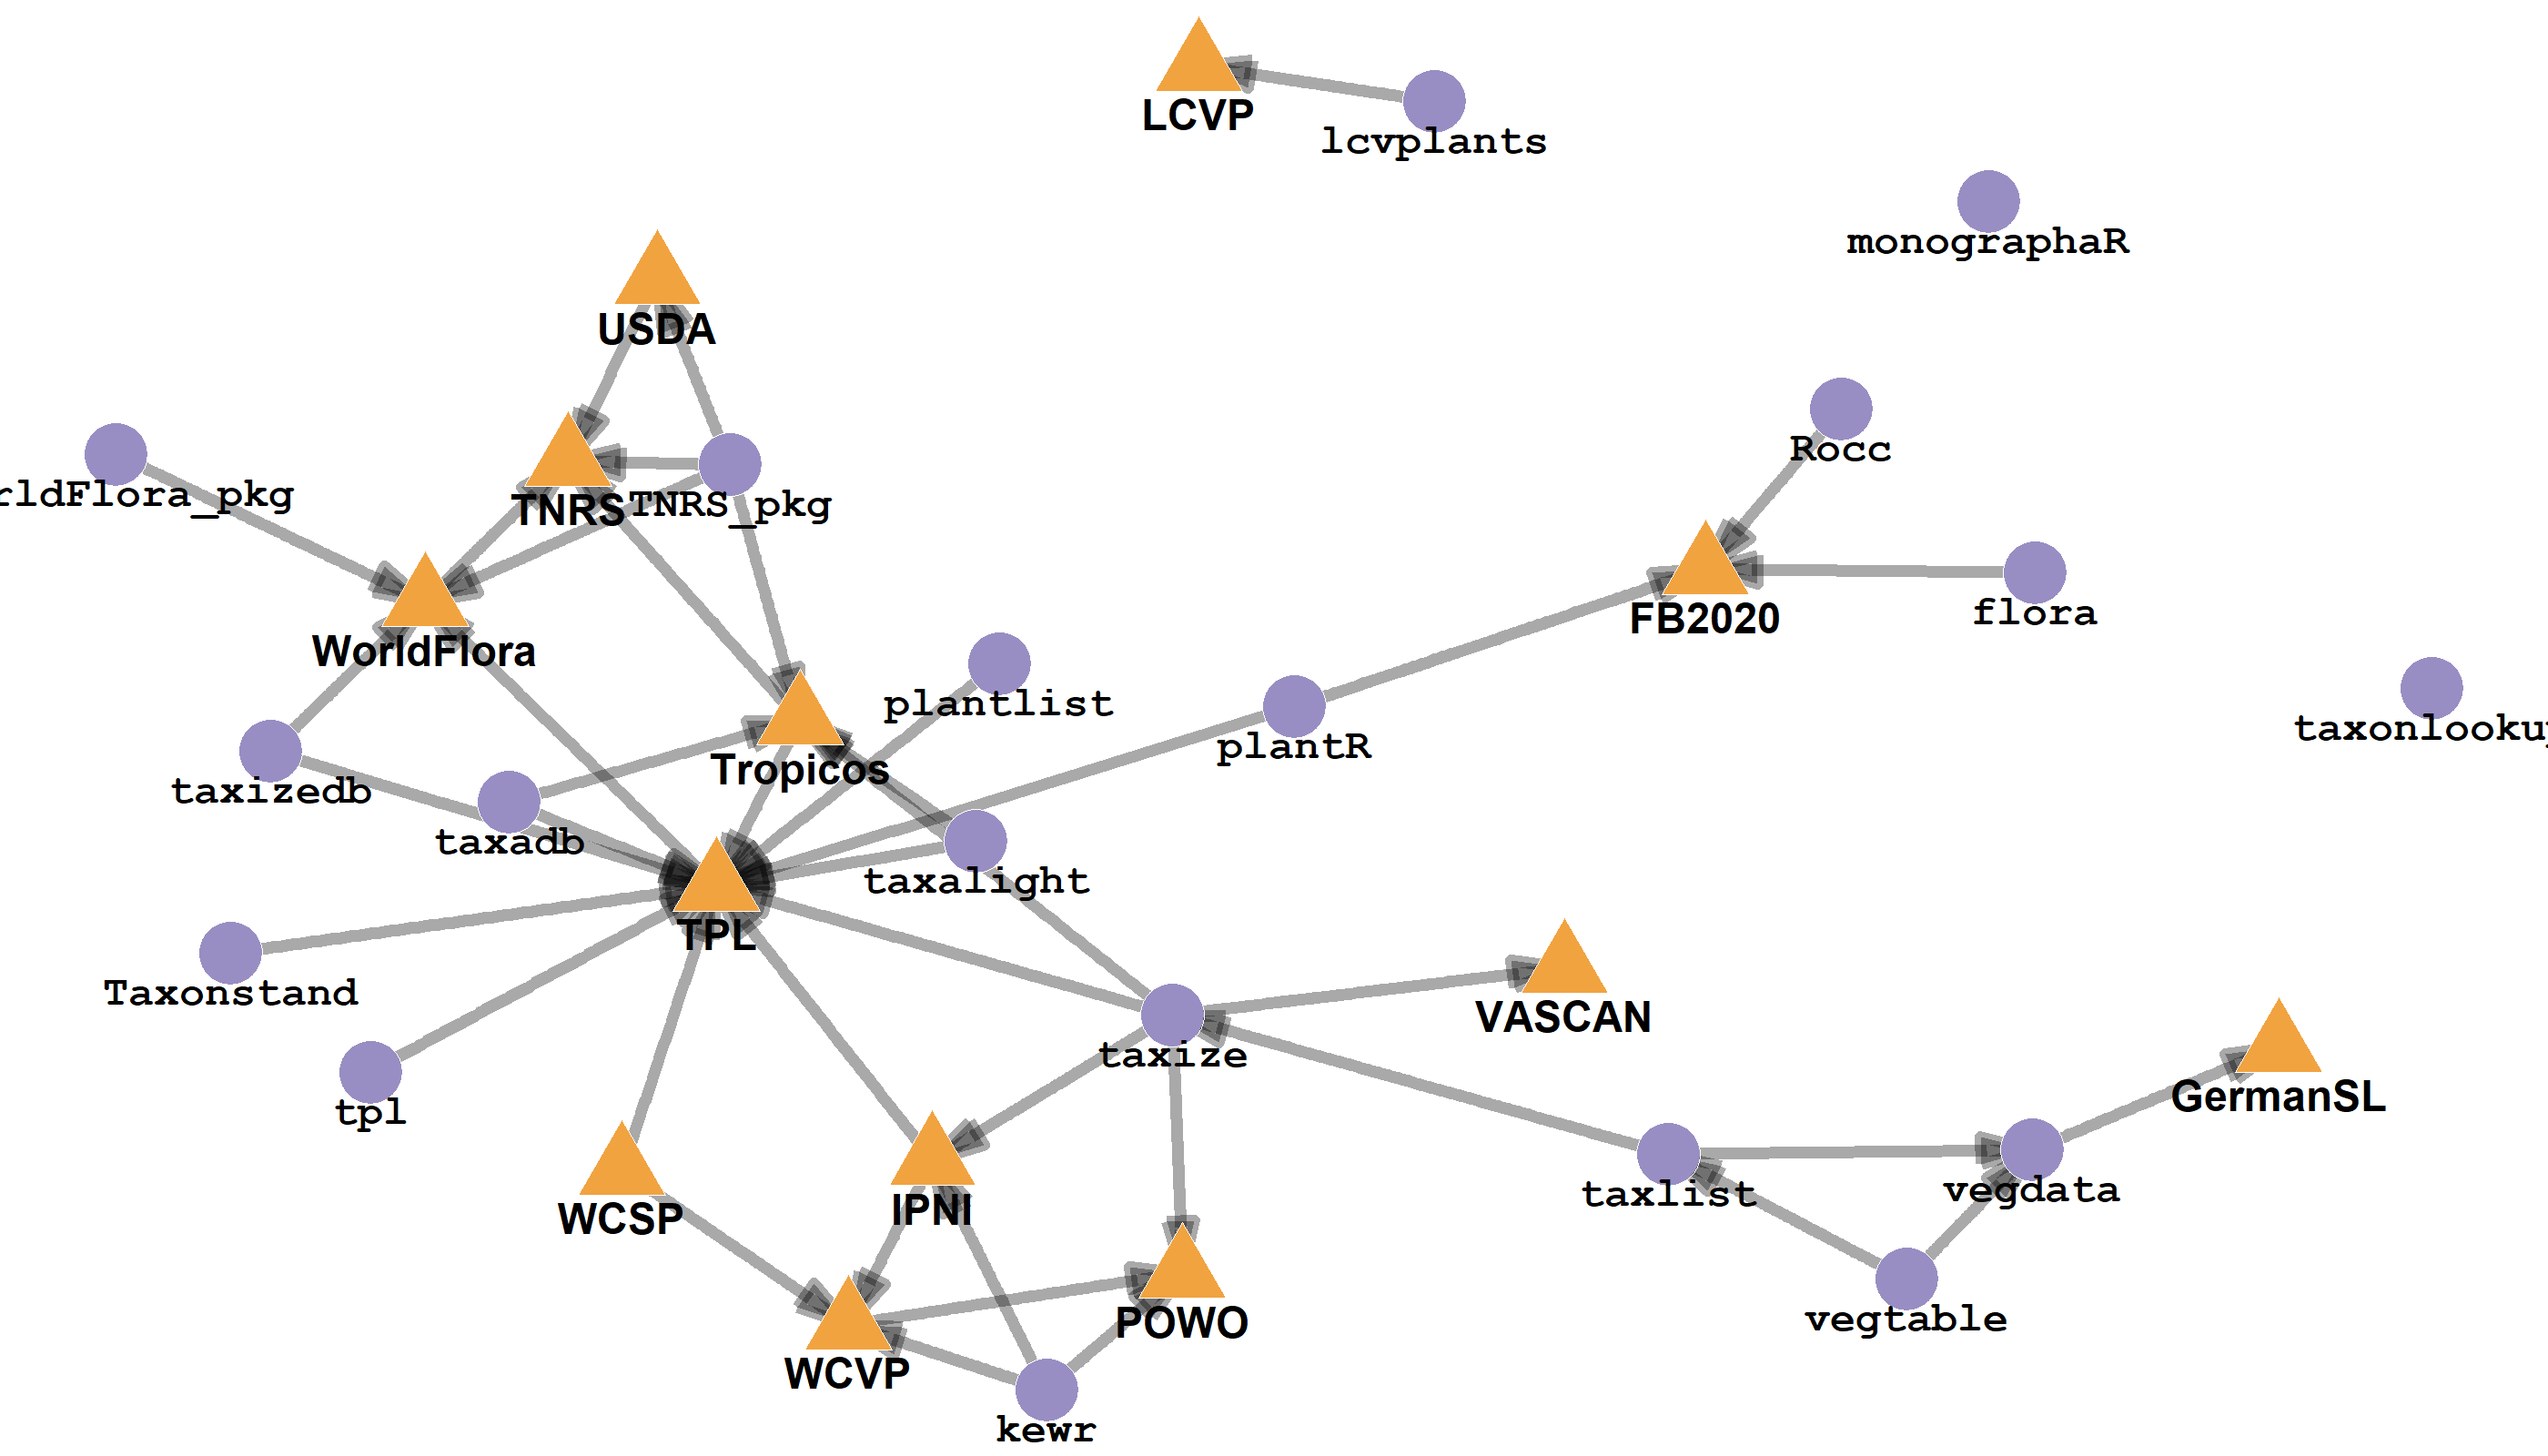 LCVP
lcvplants
monographaR
USDA
Rocc
rldFlora_pkg
TNRS
TNRS_pkg
FB2020
flora
WorldFlora
plantlist
taxonlooku
plantR
Tropicos
taxizedb
taxadb
taxalight
TPL
Taxonstand
VASCAN
taxize
GermanSL
tpl
taxlist
vegdata
WCSP
IPNI
POWO
vegtable
WCVP
kewr